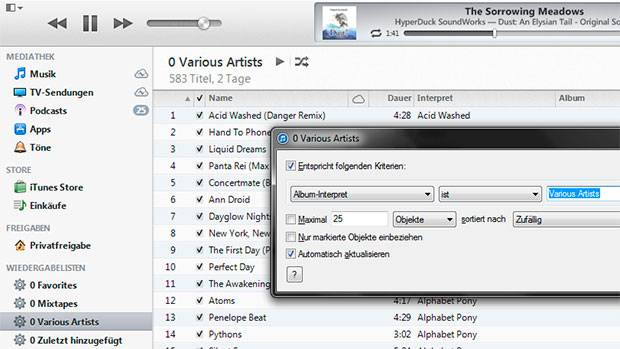 The Sorrowing Meadows
HyperDuck SoundWorks — Dust: An Elysian Tail - Original So
1:41
MEDIATHEK
Musik
TV-Sendungen
Podcasts 25
Apps
Töne
STORE
iTunes Store
Einkäufe
FREIGABEN
Privatfreigabe
WIEDERGABELISTEN
0 Favorites
0 Mixtapes
0 Various Artists
0 Zuletzt hinzugefügt
0 Various Artists
583 Titel, 2 Tage
Name Dauer Interpret Album
1 Acid Washed (Danger Remix) 4:28 Acid Washed
2 Hand To Phone
3 Liquid Dreams
4 Panta Rei (Max
5 Concertmate (B
6 Ann Droid
7 Dayglow Nights
8 New York, New
9 The First Day (P
10 Perfect Day
11 The Awakening
12 Atoms 4:17 Alphabet Pony
13 Penelope Beat 4:29 Alphabet Pony
14 Pythons 3:02 Alphabet Pony
0 Various Artists
Entspricht folgenden Kriterien:
Album-Interpret ist Various Artists
Maximal 25 Objekte sortiert nach Zufällig
Nur markierte Objekte einbeziehen
Automatisch aktualisieren
?